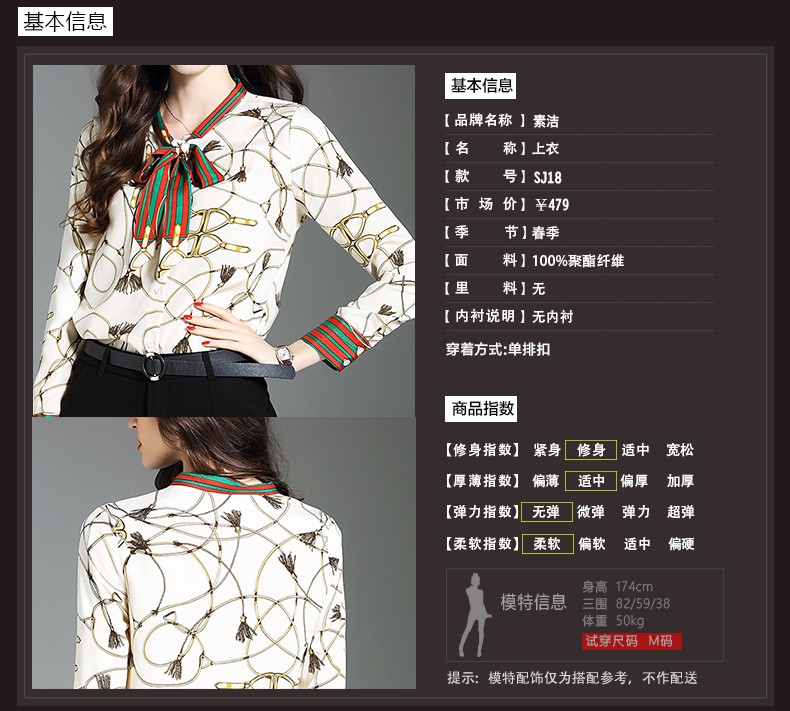 基本信息
基本信息
【 品牌名称 】素洁
【 名 称 】上衣
【 款 号 】SJ18
【 市 场 价 】￥479
【 季 节 】春季
【 面 料 】100%聚酯纤维
【 里 料 】无
【 内衬说明 】无内衬
穿着方式:单排扣
商品指数
【修身指数】 紧身 修身 适中 宽松
【厚薄指数】 偏薄 适中 偏厚 加厚
【弹力指数】 无弹 微弹 弹力 超弹
【柔软指数】 柔软 偏软 适中 偏硬
模特信息
身高 174cm
三围 82/59/38
体重 50kg
试穿尺码 M码
提示：模特配饰仅为搭配参考，不作配送